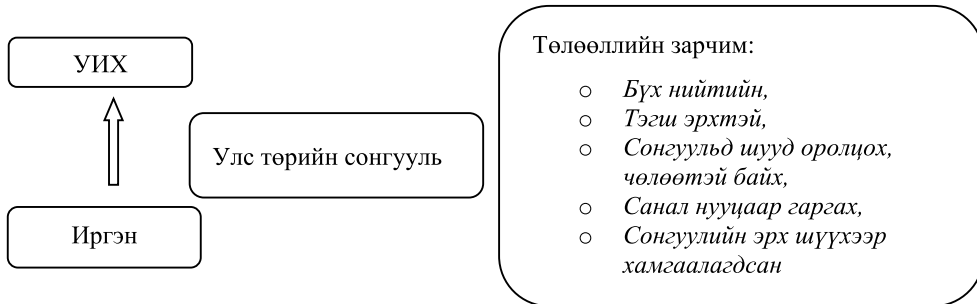 УИХ
Улс төрийн сонгууль
Иргэн
Төлөөллийн зарчим:
o Бүх нийтийн,
o Тэгш эрхтэй,
o Сонгуульд шууд оролцох,
чөлөөтэй байх,
o Санал нууцаар гаргах,
o Сонгуулийн эрх шүүхээр
хамгаалагдсан